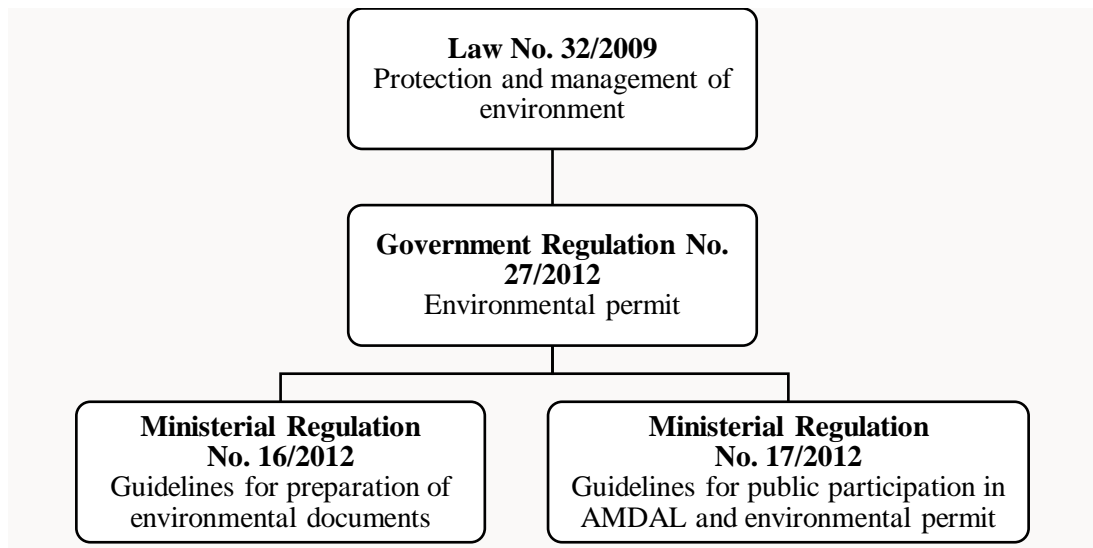 Law No. 32/2009
Protection and management of
environment
Government Regulation No.
27/2012
Environmental permit
Ministerial Regulation
No. 16/2012
Guidelines for preparation of
environmental documents
Ministerial Regulation
No. 17/2012
Guidelines for public participation in
AMDAL and environmental permit